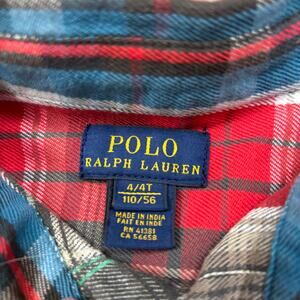 POLO
RALPH LAUREN
4/4T
110/56
MADE IN INDIA
FAIT EN INDE
RN 41381
CA 56658